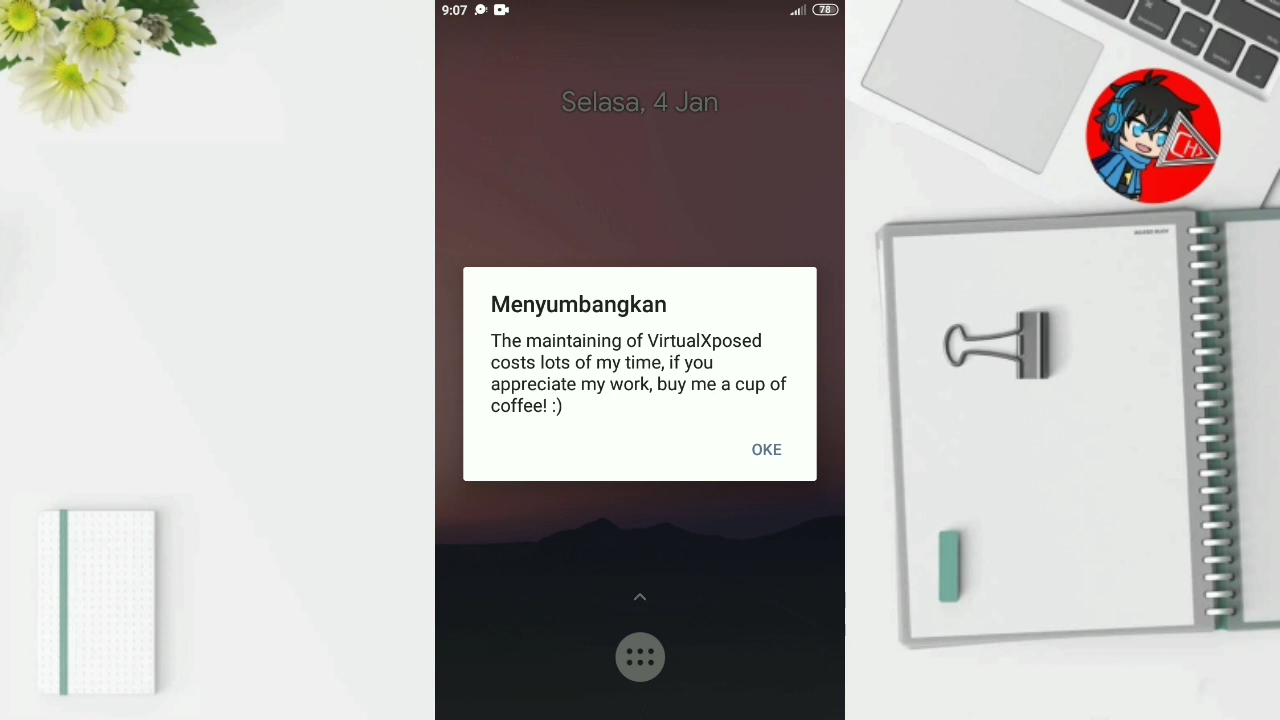 9:07
78
Selasa, 4 Jan
Menyumbangkan
The maintaining of VirtualXposed
costs lots of my time, if you
appreciate my work, buy me a cup of
coffee! :)
OKE